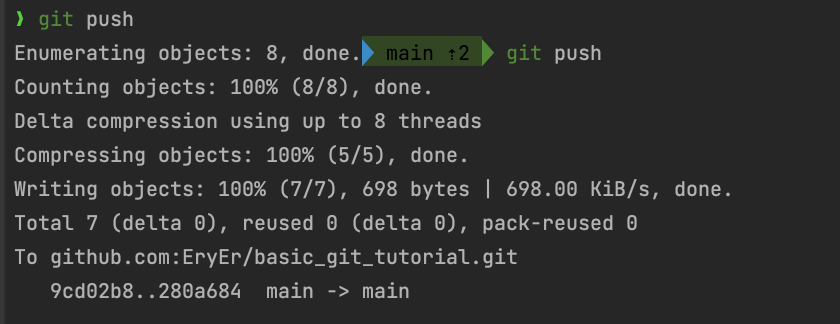 ❯ git push
Enumerating objects: 8, done. main ⇡2 git push
Counting objects: 100% (8/8), done.
Delta compression using up to 8 threads
Compressing objects: 100% (5/5), done.
Writing objects: 100% (7/7), 698 bytes | 698.00 KiB/s, done.
Total 7 (delta 0), reused 0 (delta 0), pack-reused 0
To github.com:EryEr/basic_git_tutorial.git
9cd02b8..280a684  main -> main